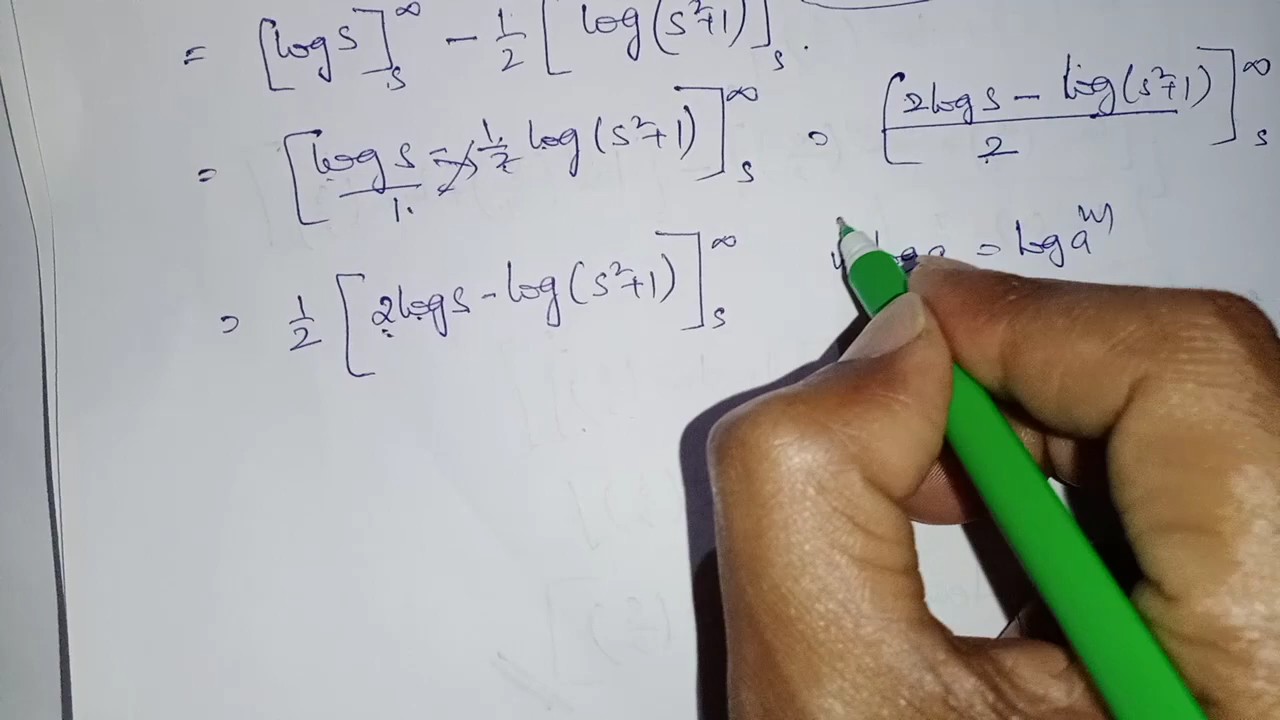 = [log s]_s^∞ - 1/2 [log(s²+1)]_s .
= [log s/1 - 1/2 log(s²+1)]_s^∞ = [2log s - log(s²+1)/2]_s^∞
= 1/2 [2log s - log(s²+1)]_s^∞
= log a^m